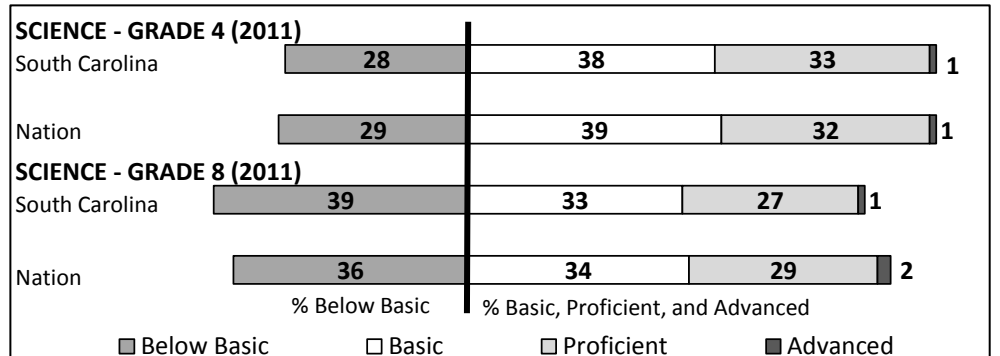 SCIENCE - GRADE 4 (2011)
South Carolina 28 38 33 1
Nation 29 39 32 1
SCIENCE - GRADE 8 (2011)
South Carolina 39 33 27 1
Nation 36 34 29 2
% Below Basic % Basic, Proficient, and Advanced
Below Basic Basic Proficient Advanced